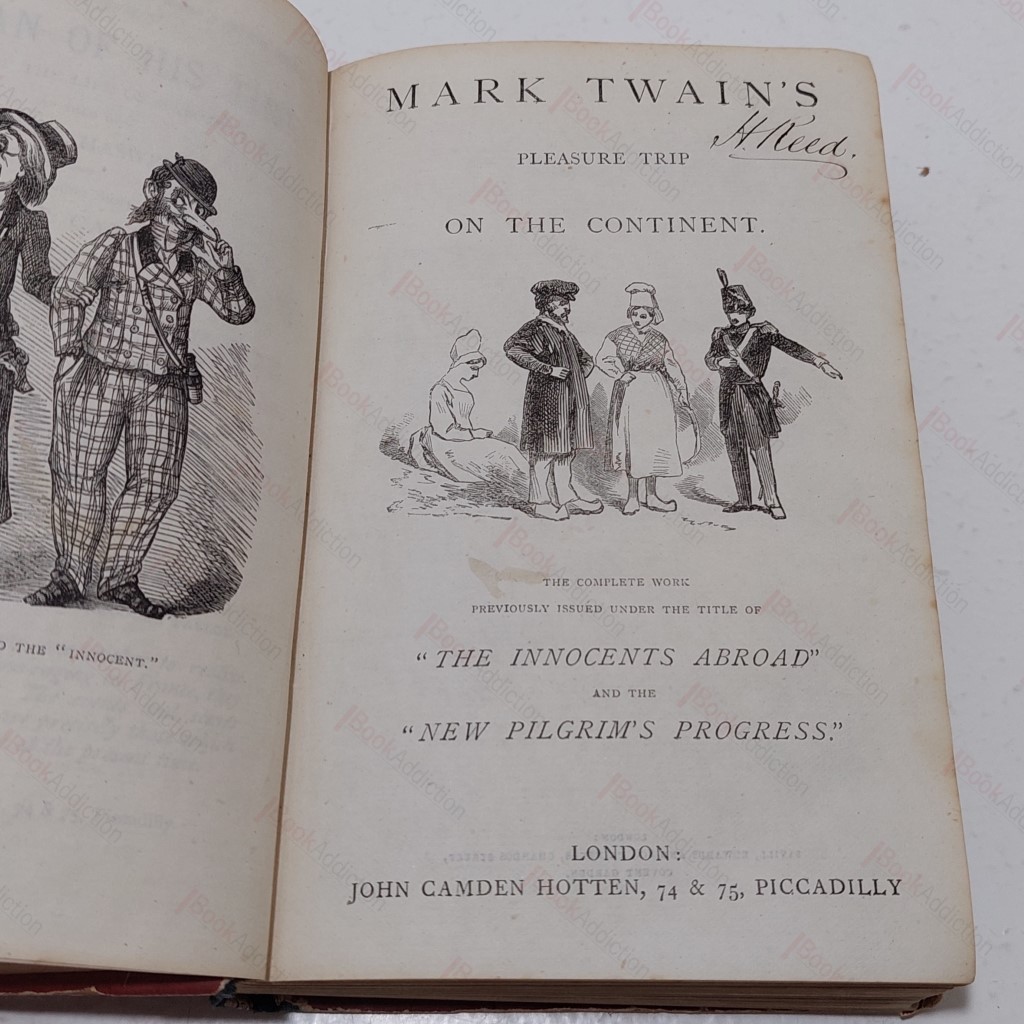 THE "INNOCENT."
MARK TWAIN'S
H. Reed.
PLEASURE TRIP
ON THE CONTINENT.
THE COMPLETE WORK
PREVIOUSLY ISSUED UNDER THE TITLE OF
"THE INNOCENTS ABROAD"
AND THE
"NEW PILGRIM'S PROGRESS."
LONDON:
JOHN CAMDEN HOTTEN, 74 & 75, PICCADILLY
BookAddiction